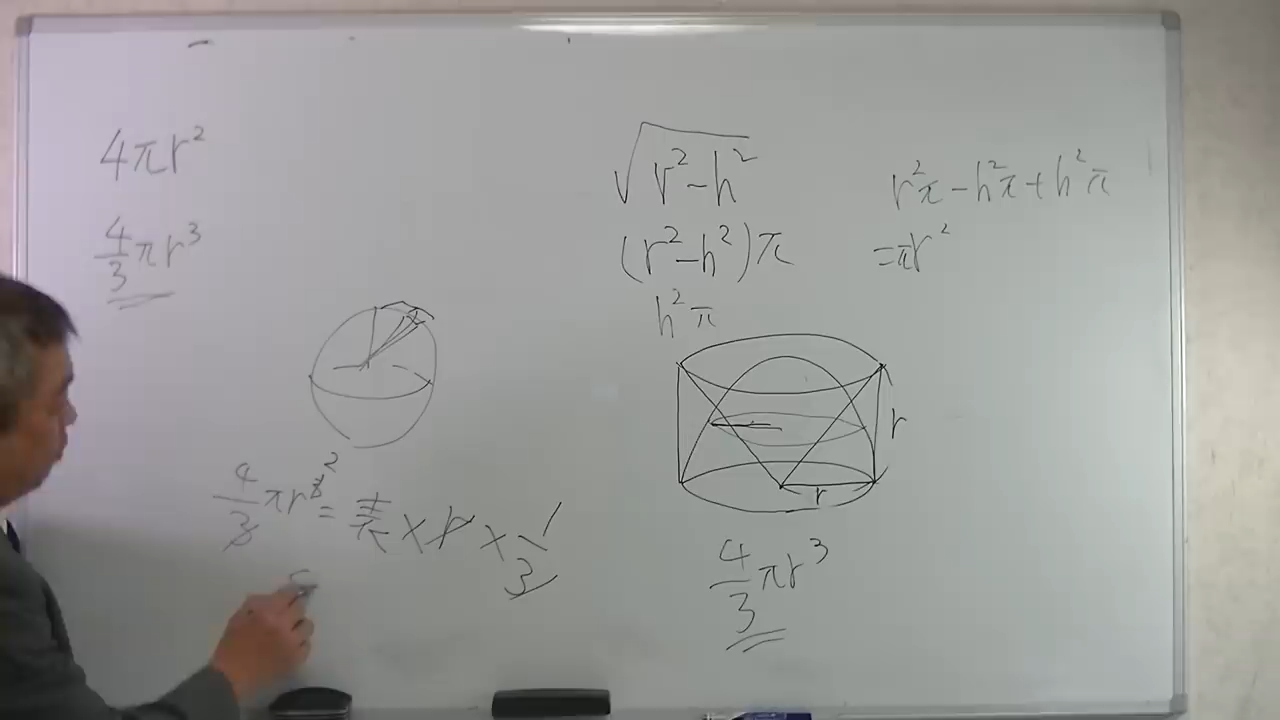 4πr²
4/3 πr³
√(r²-h²)
(r²-h²)π
h²π
r²π-h²π+h²π
=πr²
r
r
4/3 πr³² = 表×r×1/3
4/3 πr³